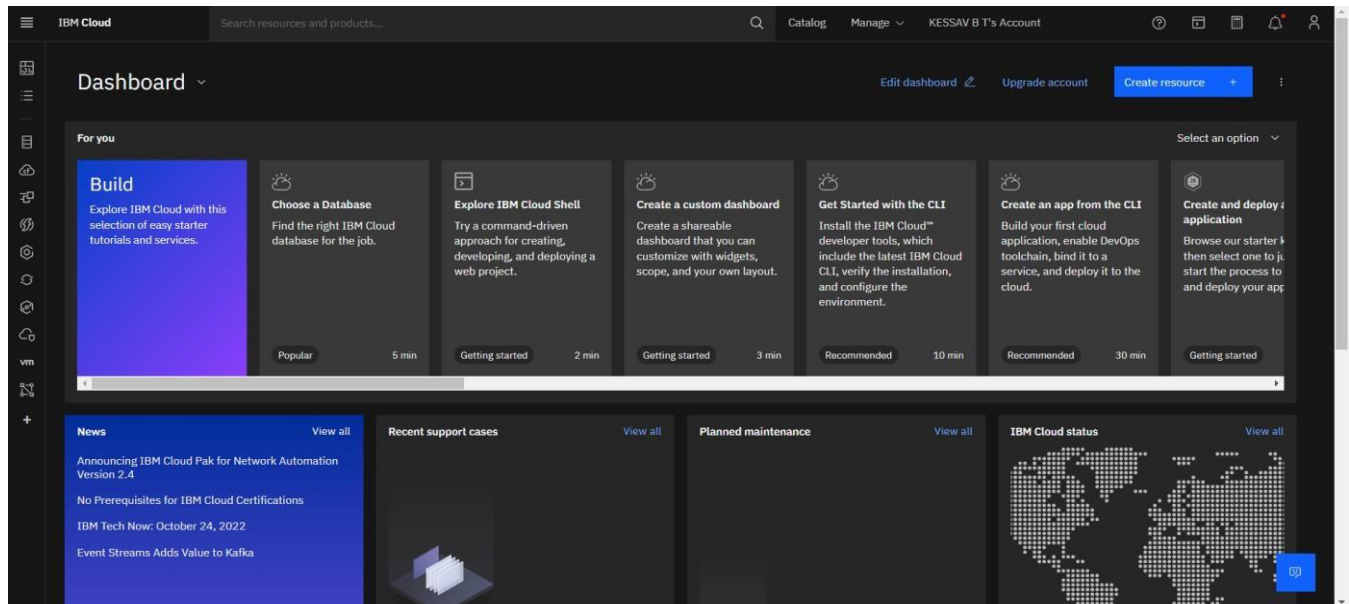 IBM Cloud
Search resources and products...
Catalog
Manage
KESSAV B T's Account
Dashboard
Edit dashboard
Upgrade account
Create resource +
For you
Select an option
Build
Explore IBM Cloud with this
selection of easy starter
tutorials and services.
Choose a Database
Find the right IBM Cloud
database for the job.
Popular
5 min
Explore IBM Cloud Shell
Try a command-driven
approach for creating,
developing, and deploying a
web project.
Getting started
2 min
Create a custom dashboard
Create a shareable
dashboard that you can
customize with widgets,
scope, and your own layout.
Getting started
3 min
Get Started with the CLI
Install the IBM Cloud™
developer tools, which
include the latest IBM Cloud
CLI, verify the installation,
and configure the
environment.
Recommended
10 min
Create an app from the CLI
Build your first cloud
application, enable DevOps
toolchain, bind it to a
service, and deploy it to the
cloud.
Recommended
30 min
Create and deploy
application
Browse our starter
then select one to
start the process to
and deploy your
Getting started
vm
+
News
View all
Announcing IBM Cloud Pak for Network Automation
Version 2.4
No Prerequisites for IBM Cloud Certifications
IBM Tech Now: October 24, 2022
Event Streams Adds Value to Kafka
Recent support cases
View all
Planned maintenance
View all
IBM Cloud status
View all